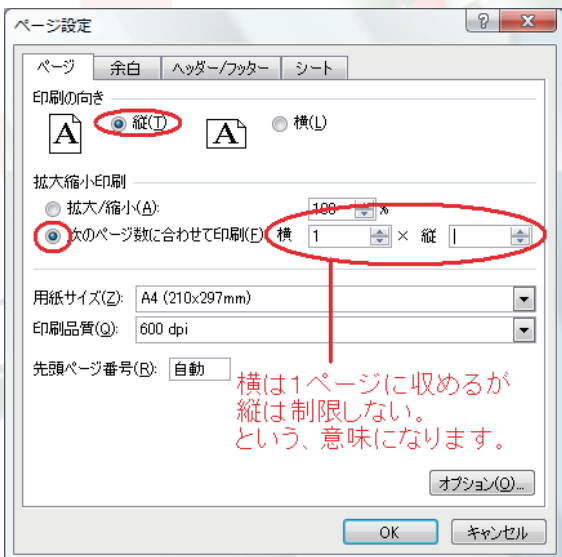 ページ設定
ページ 余白 ヘッダー/フッター シート
印刷の向き
A 縦(T) A 横(L)
拡大縮小印刷
拡大/縮小(A): 100 %
次のページ数に合わせて印刷(F) 横 1 × 縦
用紙サイズ(Z): A4 (210x297mm)
印刷品質(Q): 600 dpi
先頭ページ番号(R): 自動
横は1ページに収めるが
縦は制限しない。
という、意味になります。
オプション(O)...
OK キャンセル